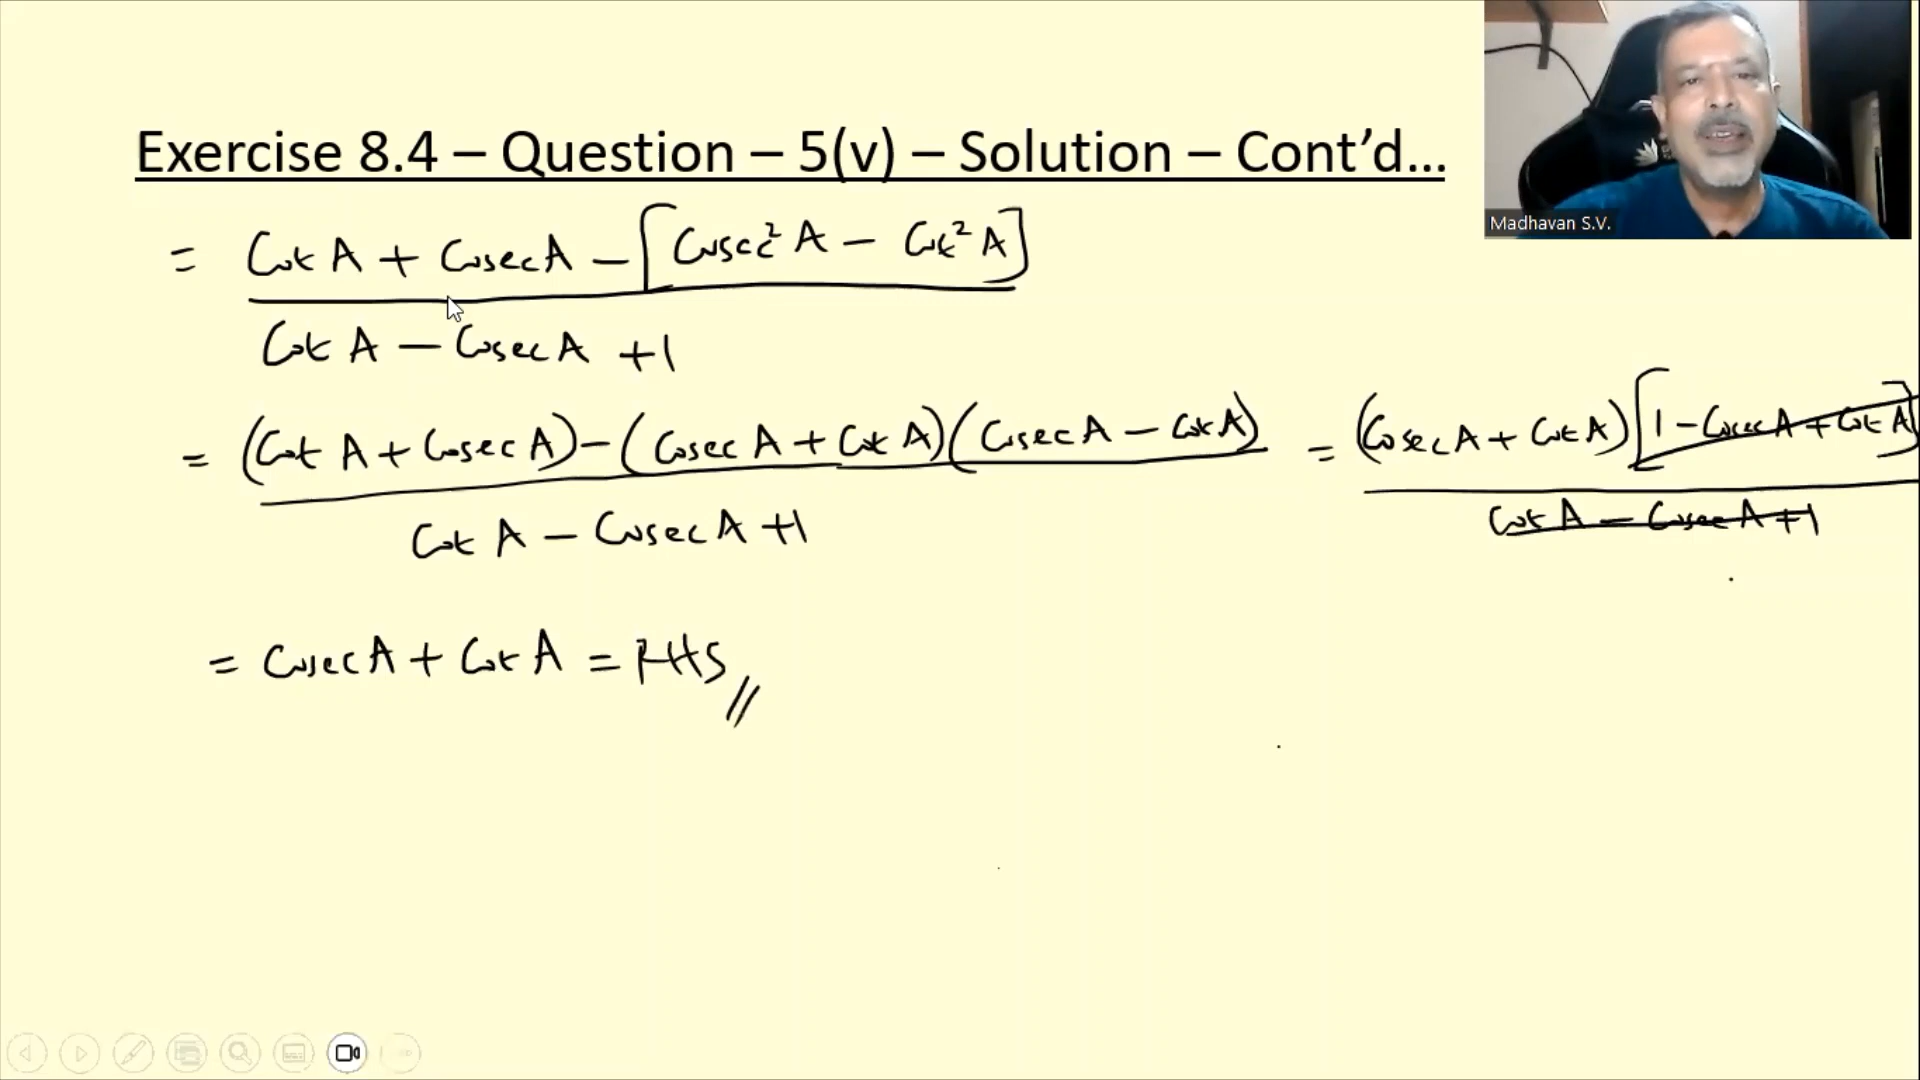 Exercise 8.4 – Question – 5(v) – Solution – Cont’d...
Madhavan S.V.
= Cot A + Cosec A – [Cosec² A – Cot² A]
Cot A – Cosec A + 1
= (Cot A + Cosec A) – (Cosec A + Cot A)(Cosec A – Cot A)
Cot A – Cosec A + 1
= (Cosec A + Cot A)[1 – Cosec A + Cot A]
Cot A – Cosec A + 1
= Cosec A + Cot A = RHS //